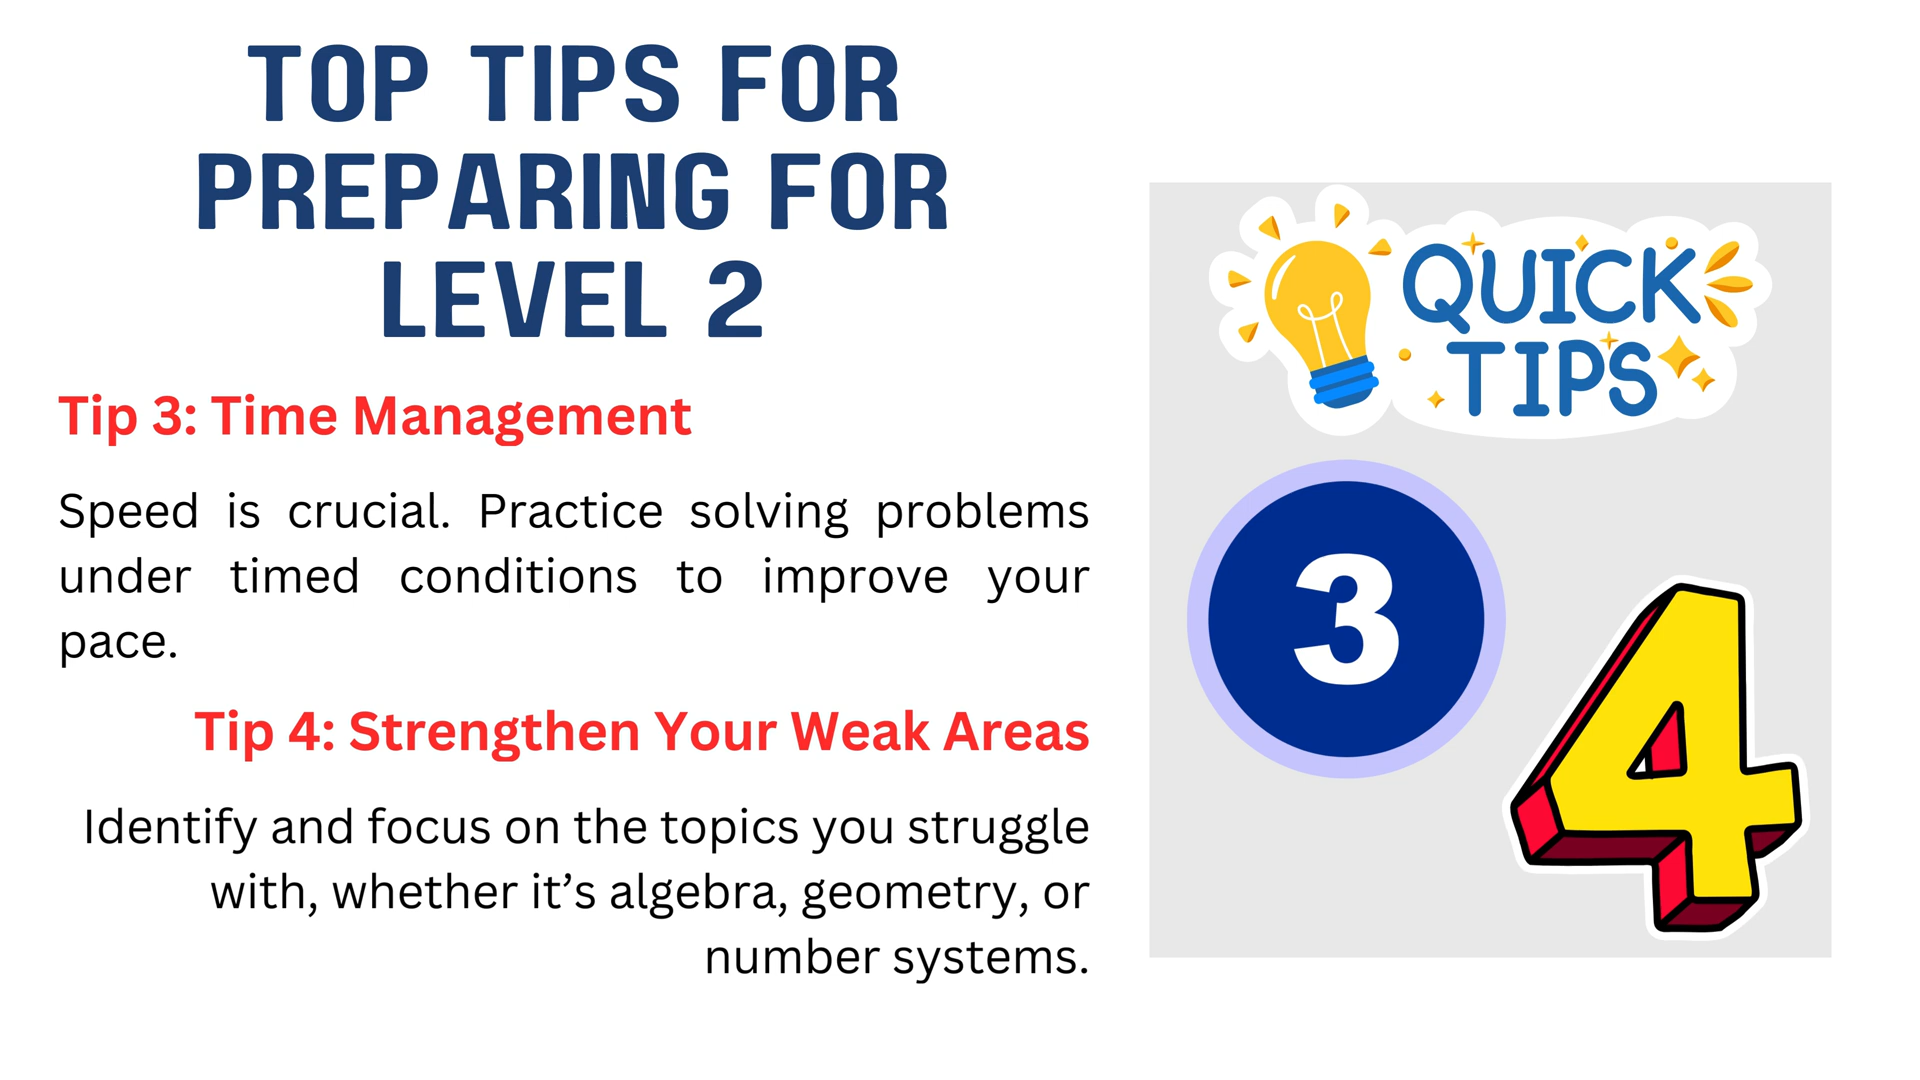 TOP TIPS FOR
PREPARING FOR
LEVEL 2
Tip 3: Time Management
Speed is crucial. Practice solving problems
under timed conditions to improve your
pace.
Tip 4: Strengthen Your Weak Areas
Identify and focus on the topics you struggle
with, whether it’s algebra, geometry, or
number systems.
QUICK
TIPS
3
4